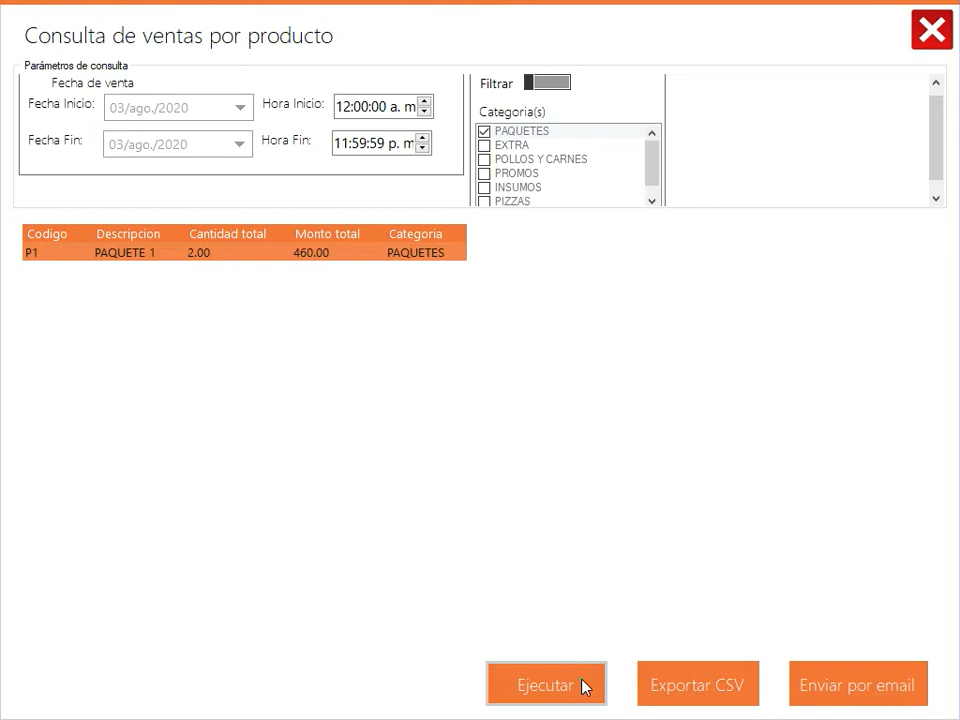 Consulta de ventas por producto
Parámetros de consulta
Fecha de venta
Fecha Inicio: 03/ago./2020 Hora Inicio: 12:00:00 a. m
Fecha Fin: 03/ago./2020 Hora Fin: 11:59:59 p. m
Filtrar
Categoria(s)
PAQUETES
EXTRA
POLLOS Y CARNES
PROMOS
INSUMOS
PIZZAS
Codigo Descripcion Cantidad total Monto total Categoria
P1 PAQUETE 1 2.00 460.00 PAQUETES
Ejecutar Exportar CSV Enviar por email